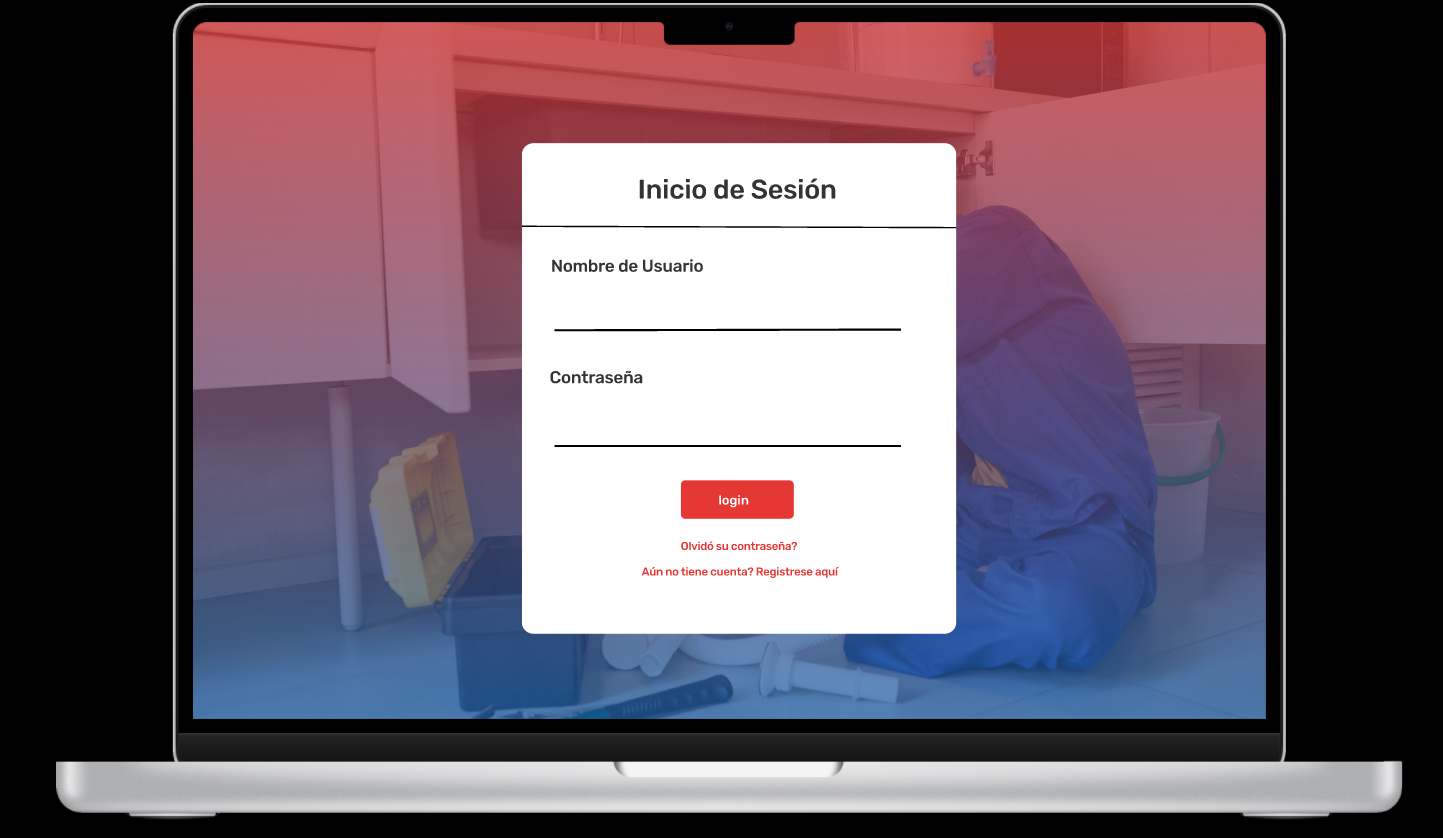 Inicio de Sesión
Nombre de Usuario
Contraseña
login
Olvidó su contraseña?
Aún no tiene cuenta? Registrese aquí